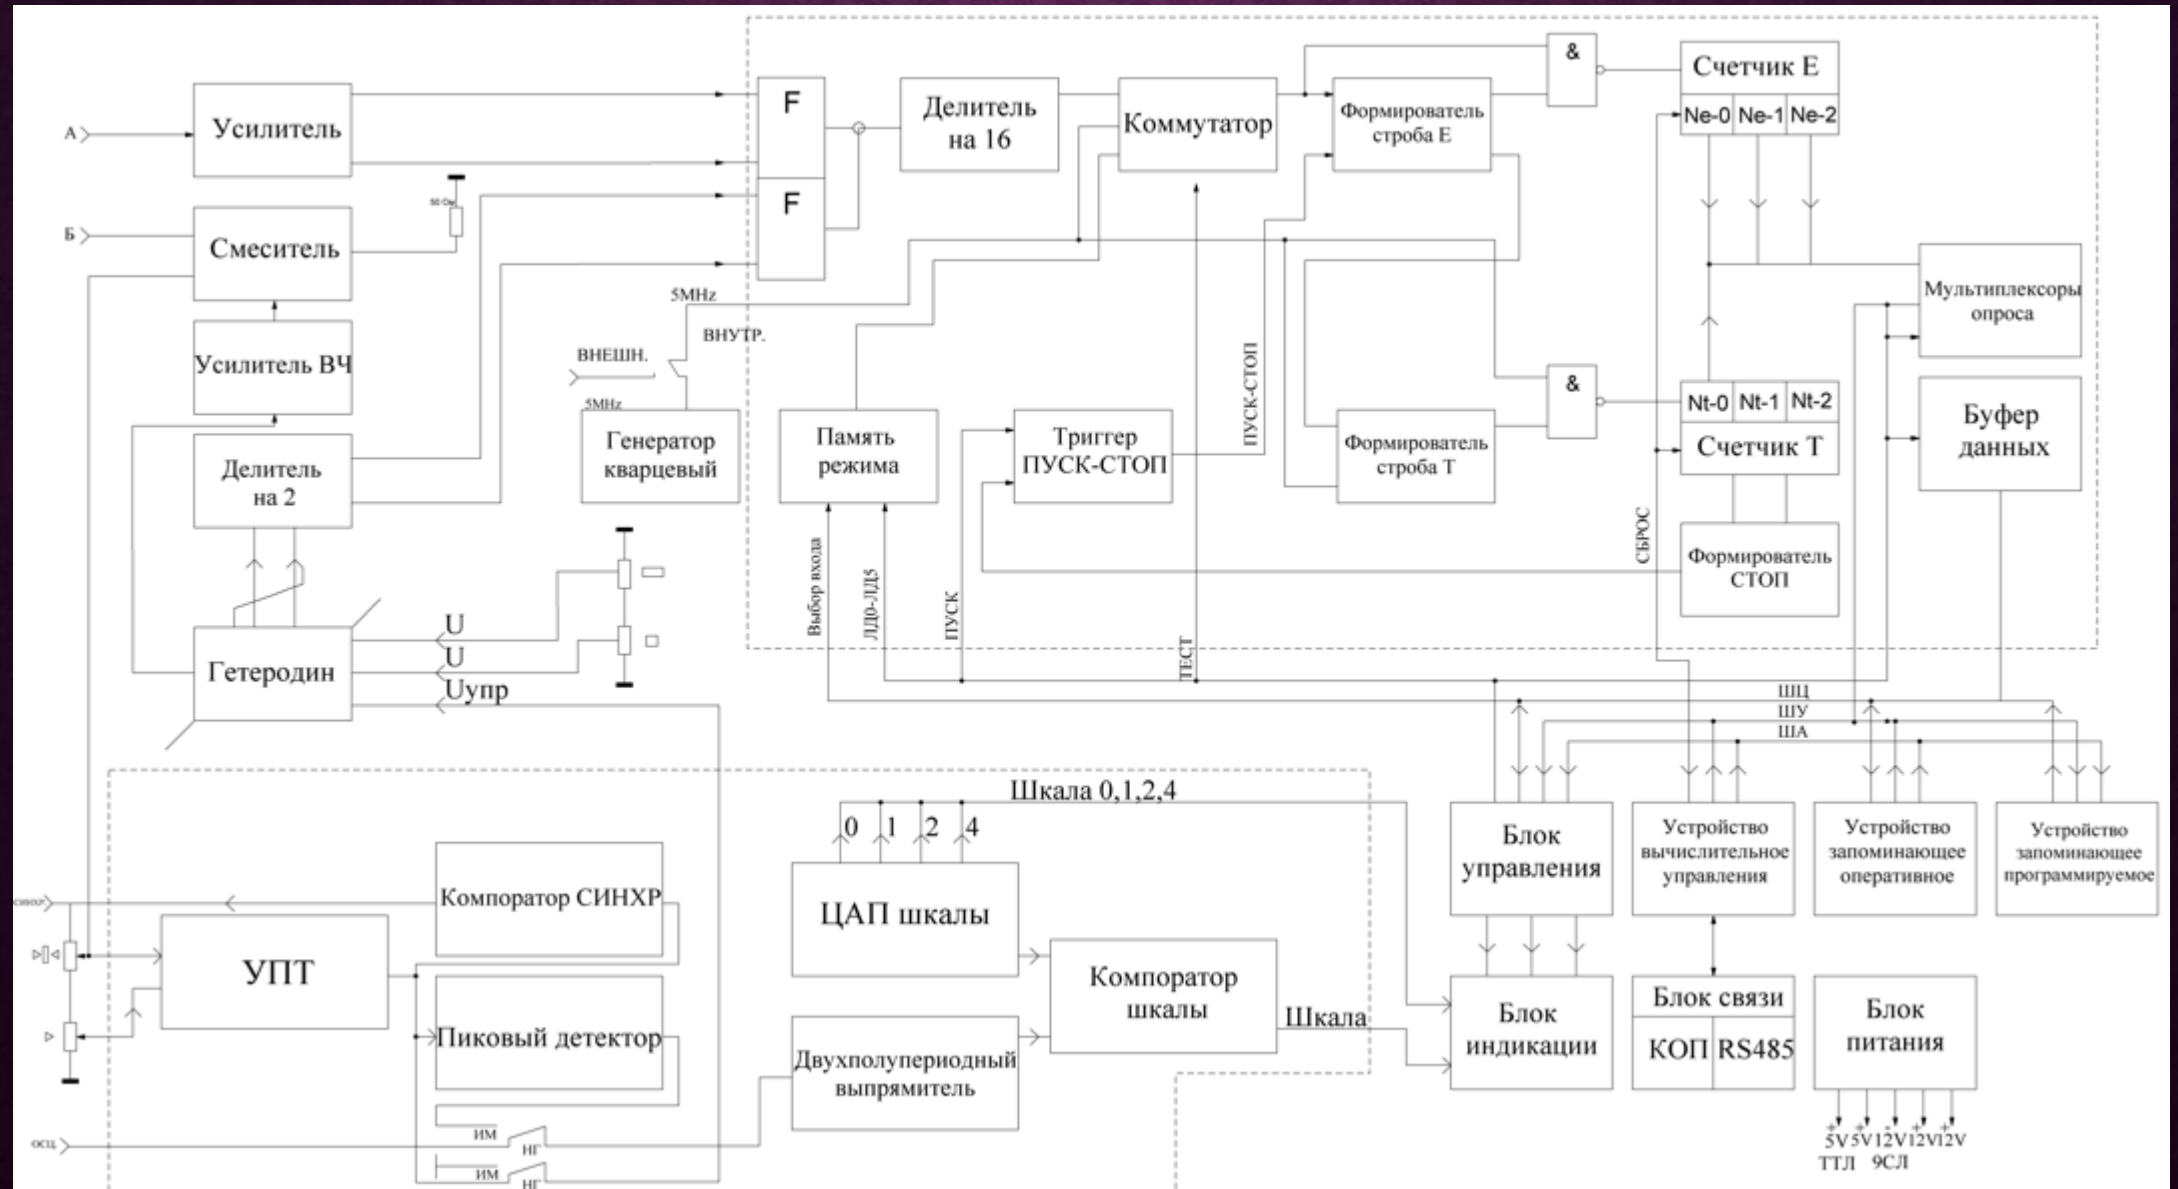 А
Усилитель
Б
Смеситель
50 Ом
Усилитель ВЧ
Делитель
на 2
Гетеродин
U
U
Uупр
5MHz
ВНУТР.
ВНЕШН.
5MHz
Генератор
кварцевый
F
F
Делитель
на 16
Коммутатор
Формирователь
строба Е
&
Счетчик Е
Ne-0 Ne-1 Ne-2
Мультиплексоры
опроса
Память
режима
Триггер
ПУСК-СТОП
ПУСК-СТОП
Формирователь
строба Т
&
Nt-0 Nt-1 Nt-2
Счетчик Т
Буфер
данных
СБРОС
Формирователь
СТОП
Выбор входа
ЛД0-ЛД5
ПУСК
ТЕСТ
ШЦ
ШУ
ША
Шкала 0,1,2,4
0 1 2 4
Компоратор СИНХР
УПТ
Пиковый детектор
ИМ
НГ
ИМ
НГ
ОСЦ
ЦАП шкалы
Двухполупериодный
выпрямитель
Компоратор
шкалы
Шкала
Блок
управления
Устройство
вычислительное
управления
Устройство
запоминающее
оперативное
Устройство
запоминающее
программируемое
Блок
индикации
Блок связи
КОП RS485
Блок
питания
+ + - + +
5V 5V 12V 12V 12V
ТТЛ 9СЛ